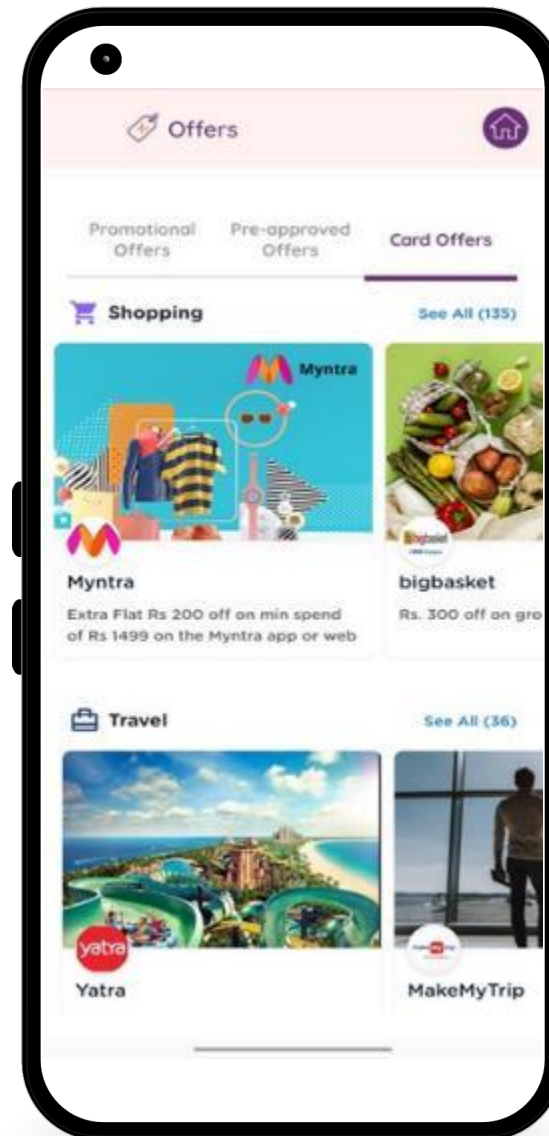 Offers
Promotional Offers
Pre-approved Offers
Card Offers
Shopping
See All (135)
Myntra
Myntra
Extra Flat Rs 200 off on min spend
of Rs 1499 on the Myntra app or web
bigbasket
bigbasket
Rs. 300 off on gro
Travel
See All (36)
yatra
Yatra
MakeMyTrip